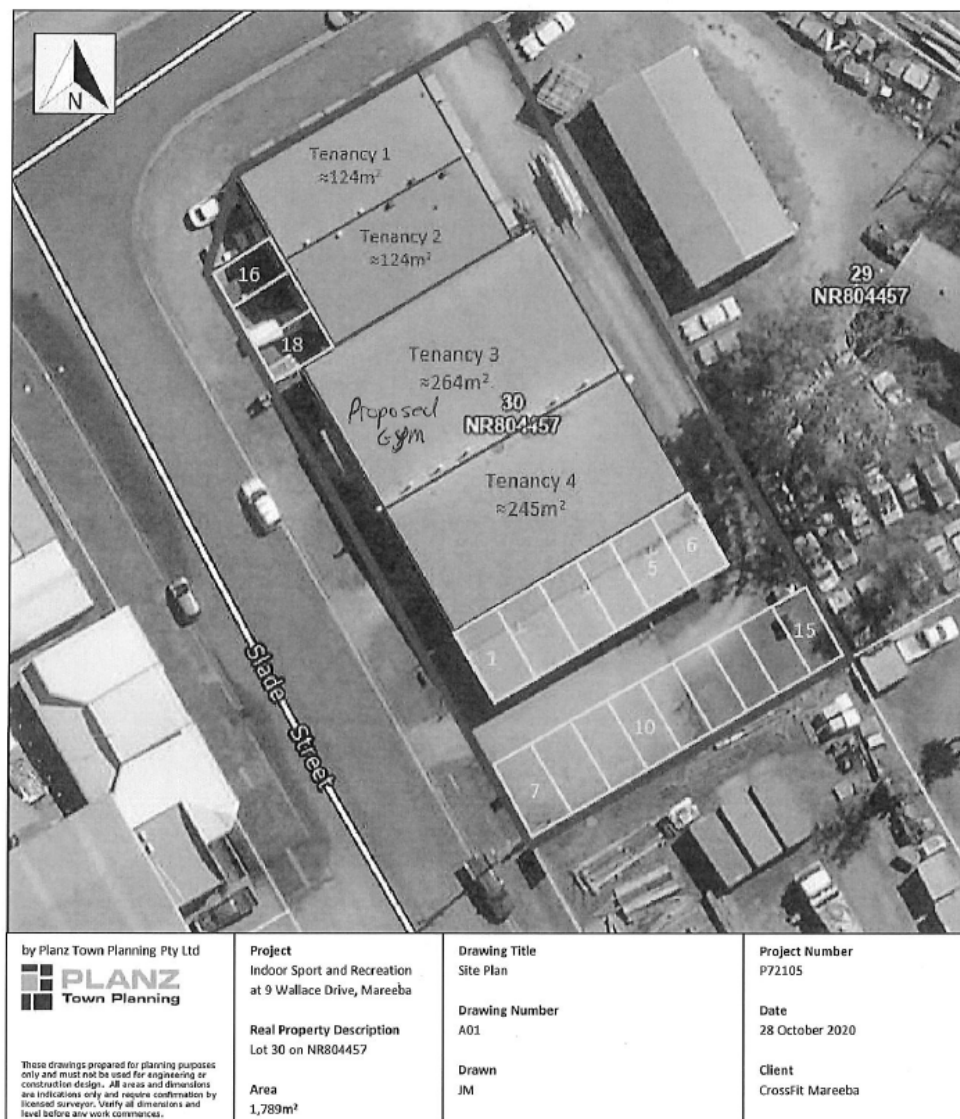 N
Tenancy 1
≈124m²
Tenancy 2
≈124m²
16
18
29
NR804457
Tenancy 3
≈264m²
Proposed
Gym
30
NR804457
Tenancy 4
≈245m²
6
5
1
15
10
7
Slade Street
by Planz Town Planning Pty Ltd
PLANZ
Town Planning
These drawings prepared for planning purposes
only and must not be used for engineering or
construction design. All areas and dimensions
are indications only and require confirmation by
licensed surveyor. Verify all dimensions and
level before any work commences.
Project
Indoor Sport and Recreation
at 9 Wallace Drive, Mareeba
Real Property Description
Lot 30 on NR804457
Area
1,789m²
Drawing Title
Site Plan
Drawing Number
A01
Drawn
JM
Project Number
P72105
Date
28 October 2020
Client
CrossFit Mareeba